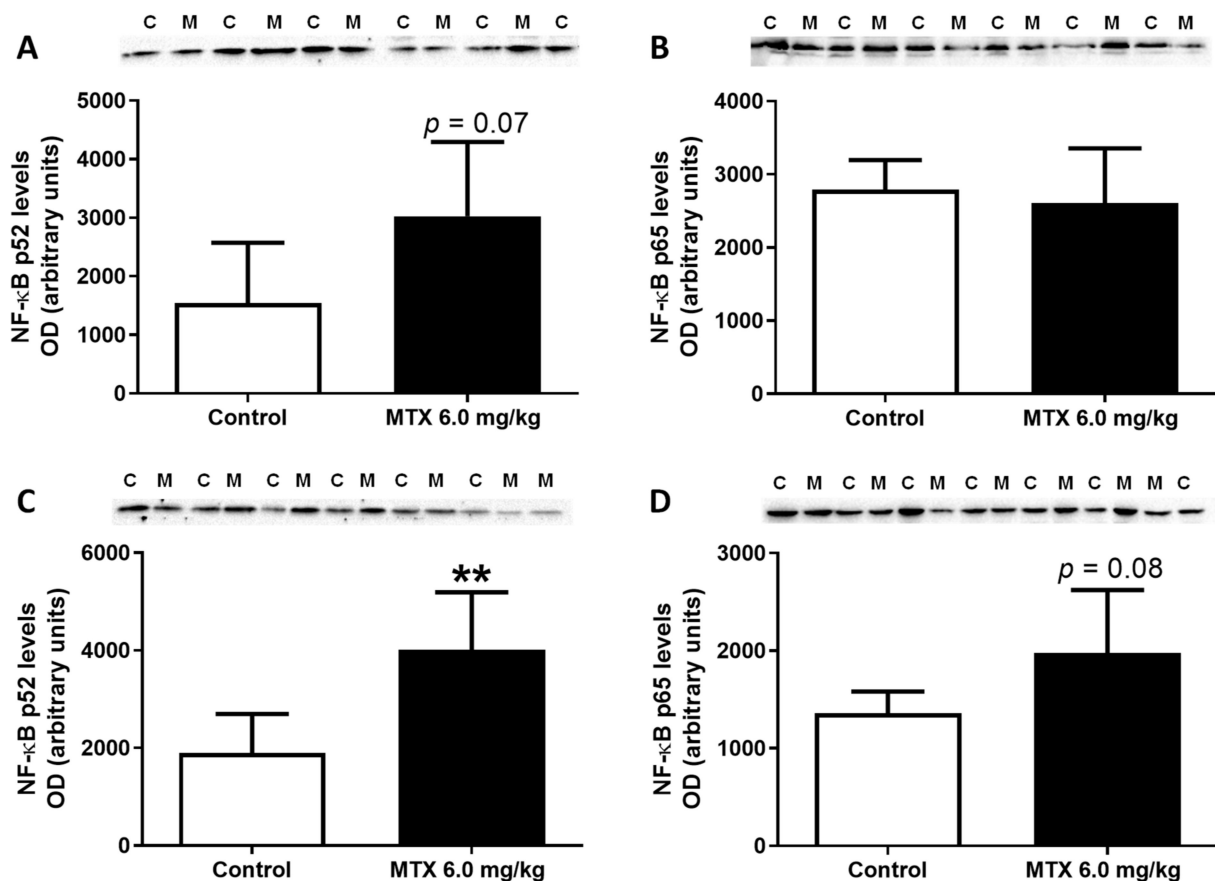 C M C M C M C M C M C
A
5000
4000
3000
2000
1000
0
NF-κB p52 levels
OD (arbitrary units)
p = 0.07
Control MTX 6.0 mg/kg
C M C M C M C M C M C M
B
4000
3000
2000
1000
0
NF-κB p65 levels
OD (arbitrary units)
Control MTX 6.0 mg/kg
C M C M C M C M C M C M M
C
6000
4000
2000
0
NF-κB p52 levels
OD (arbitrary units)
**
Control MTX 6.0 mg/kg
C M C M C M C M C M C M M C
D
3000
2000
1000
0
NF-κB p65 levels
OD (arbitrary units)
p = 0.08
Control MTX 6.0 mg/kg